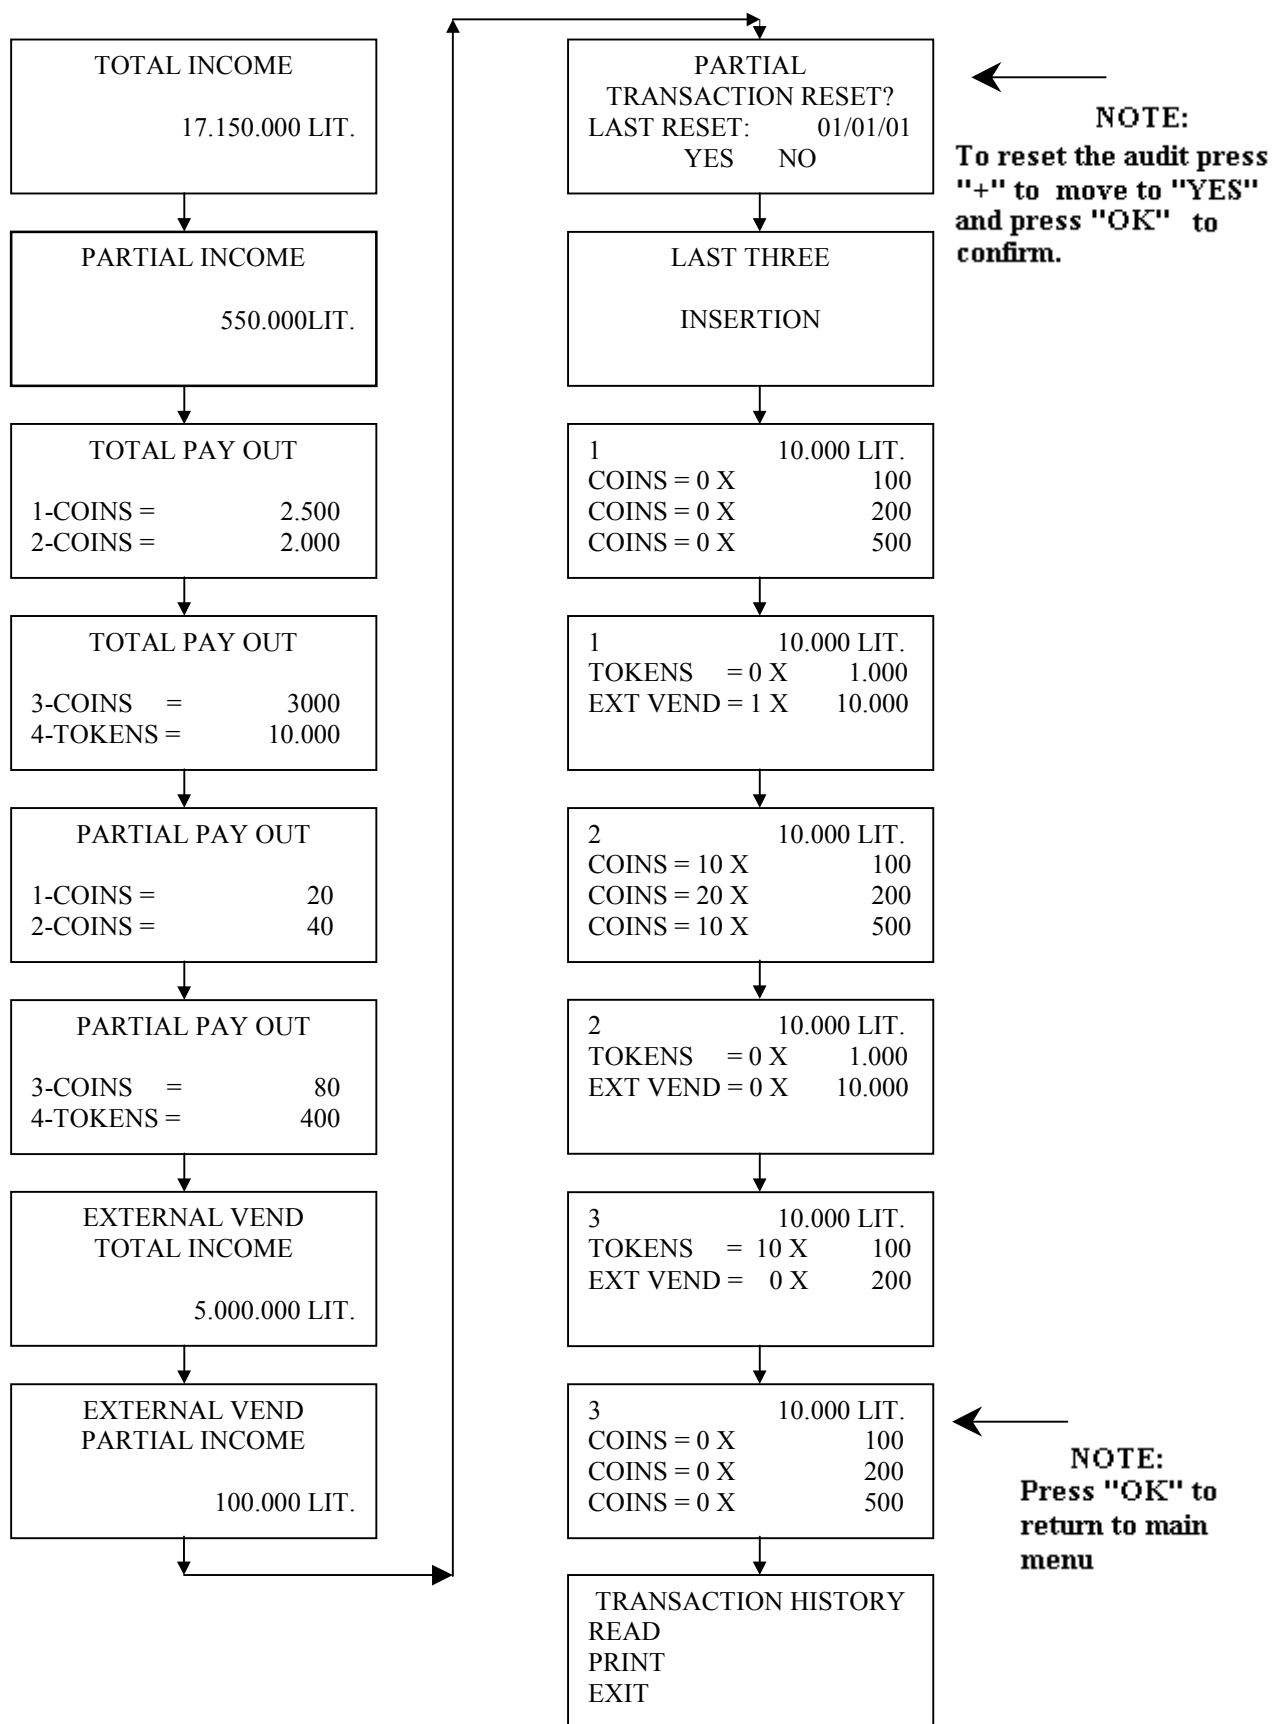 TOTAL INCOME
17.150.000 LIT.
PARTIAL INCOME
550.000LIT.
TOTAL PAY OUT
1-COINS = 2.500
2-COINS = 2.000
TOTAL PAY OUT
3-COINS = 3000
4-TOKENS = 10.000
PARTIAL PAY OUT
1-COINS = 20
2-COINS = 40
PARTIAL PAY OUT
3-COINS = 80
4-TOKENS = 400
EXTERNAL VEND
TOTAL INCOME
5.000.000 LIT.
EXTERNAL VEND
PARTIAL INCOME
100.000 LIT.
PARTIAL
TRANSACTION RESET?
LAST RESET: 01/01/01
YES NO
NOTE:
To reset the audit press
"+" to move to "YES"
and press "OK" to
confirm.
LAST THREE
INSERTION
1 10.000 LIT.
COINS = 0 X 100
COINS = 0 X 200
COINS = 0 X 500
1 10.000 LIT.
TOKENS = 0 X 1.000
EXT VEND = 1 X 10.000
2 10.000 LIT.
COINS = 10 X 100
COINS = 20 X 200
COINS = 10 X 500
2 10.000 LIT.
TOKENS = 0 X 1.000
EXT VEND = 0 X 10.000
3 10.000 LIT.
TOKENS = 10 X 100
EXT VEND = 0 X 200
3 10.000 LIT.
COINS = 0 X 100
COINS = 0 X 200
COINS = 0 X 500
NOTE:
Press "OK" to
return to main
menu
TRANSACTION HISTORY
READ
PRINT
EXIT